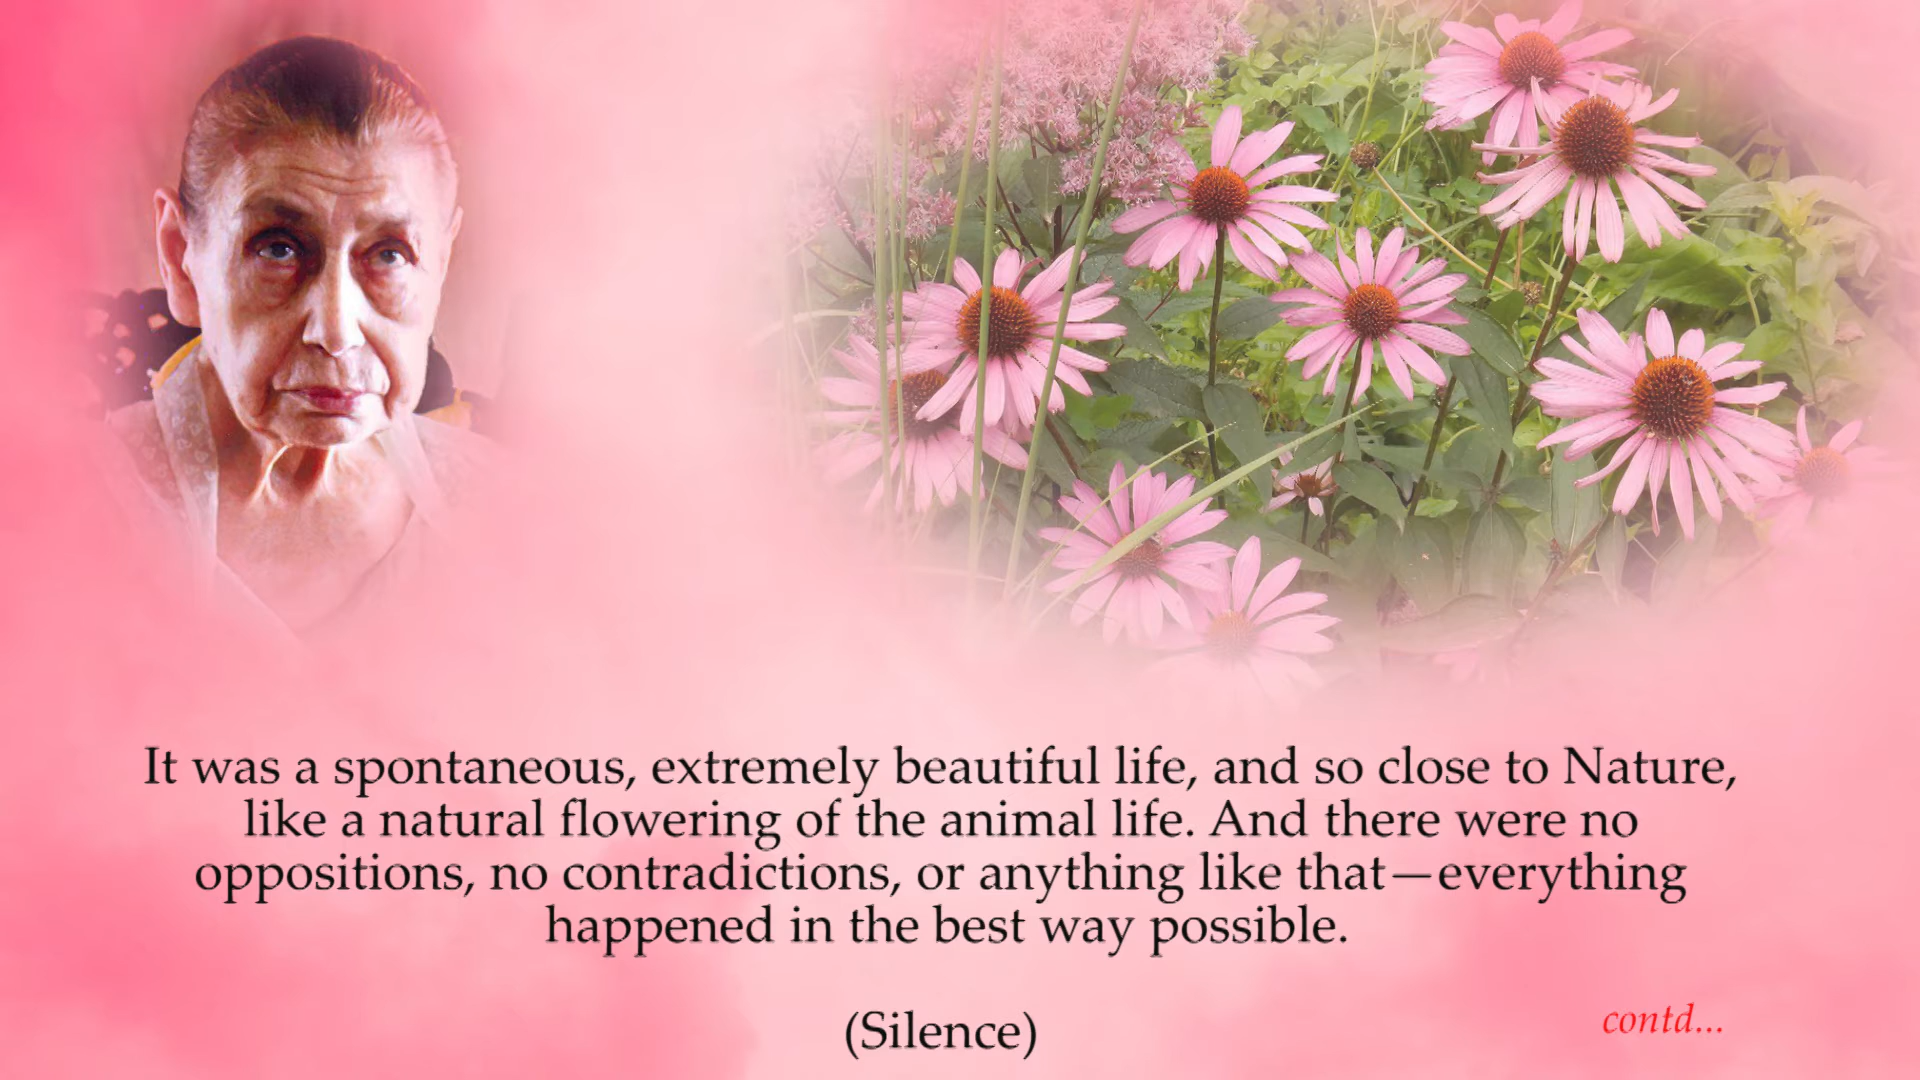 It was a spontaneous, extremely beautiful life, and so close to Nature,
like a natural flowering of the animal life. And there were no
oppositions, no contradictions, or anything like that—everything
happened in the best way possible.
(Silence)
contd...